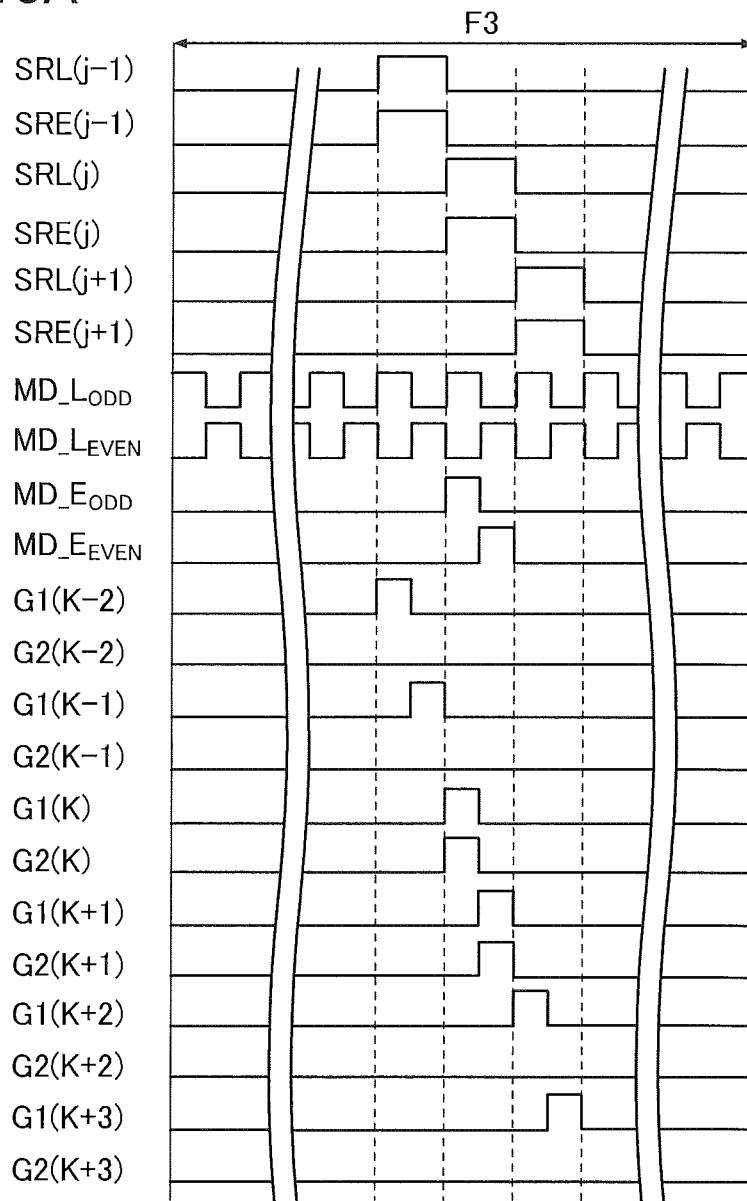 F3
SRL(j-1)
SRE(j-1)
SRL(j)
SRE(j)
SRL(j+1)
SRE(j+1)
MD_LODD
MD_LEVEN
MD_EODD
MD_EEVEN
G1(K-2)
G2(K-2)
G1(K-1)
G2(K-1)
G1(K)
G2(K)
G1(K+1)
G2(K+1)
G1(K+2)
G2(K+2)
G1(K+3)
G2(K+3)